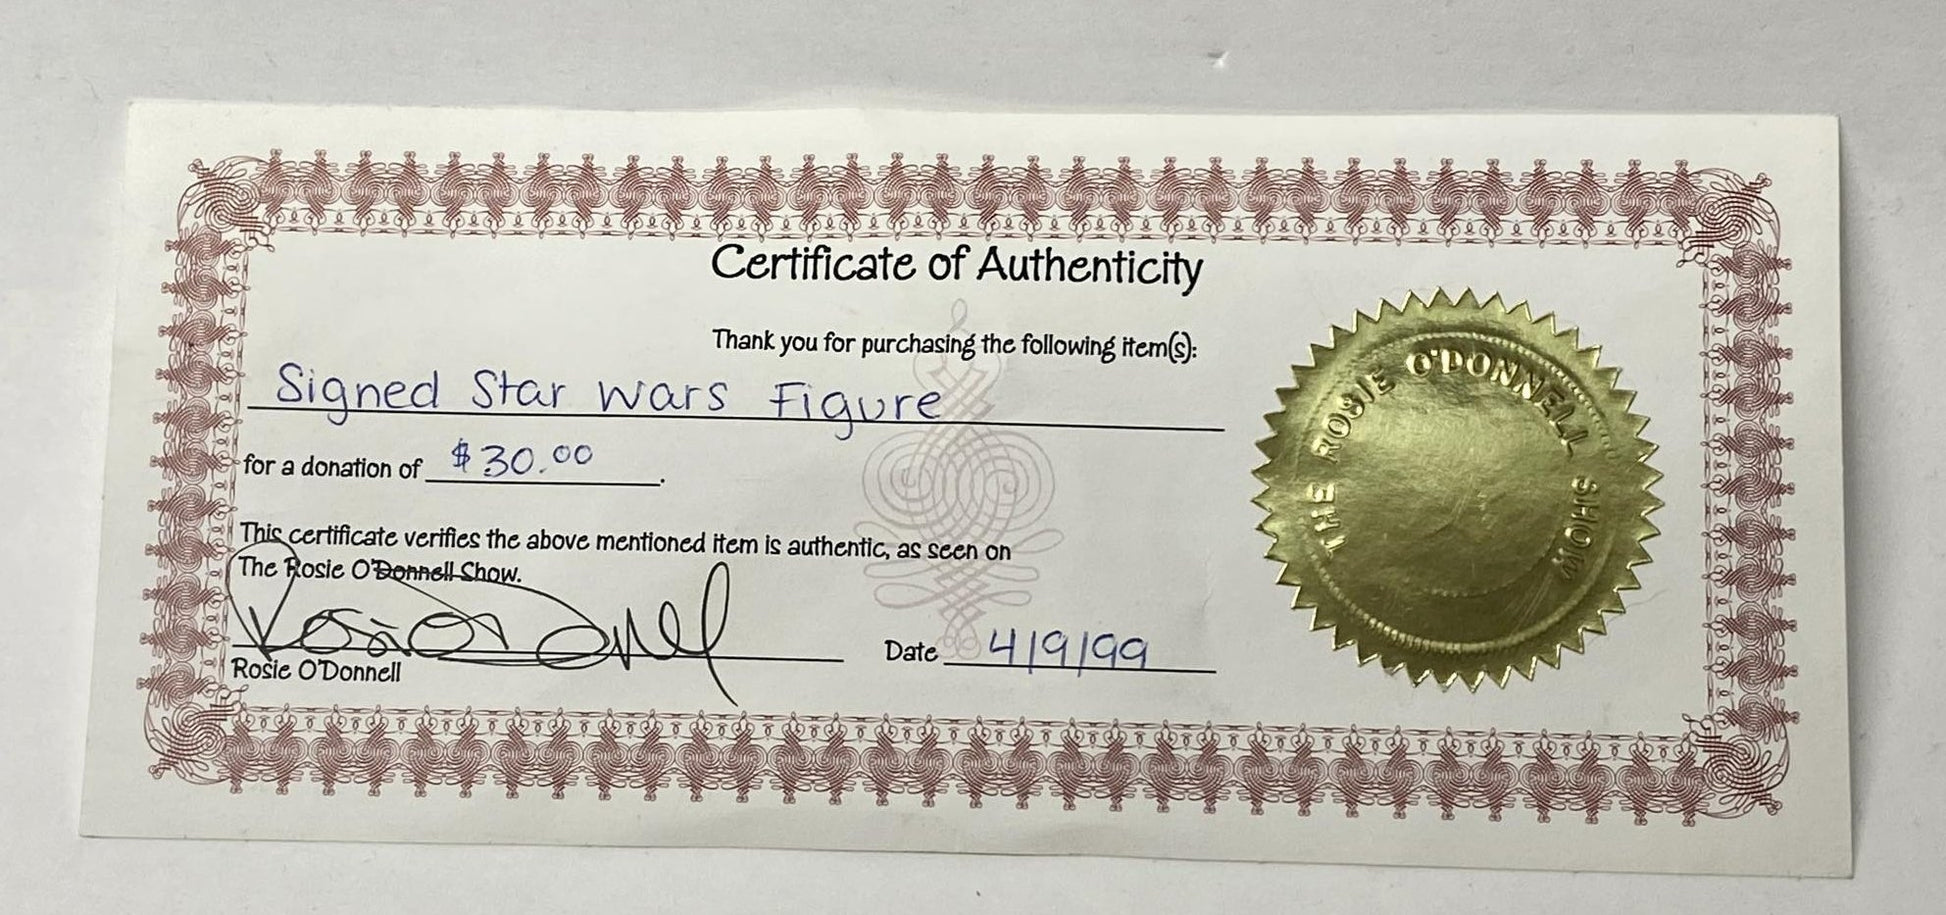 Certificate of Authenticity
Thank you for purchasing the following item(s):
Signed Star Wars Figure
for a donation of $30.00.
This certificate verifies the above mentioned item is authentic, as seen on
The Rosie O'Donnell Show.
Rosie O'Donnell
Date 4/9/99
Rosie O'Donnell
THE ROSIE O'DONNELL SHOW